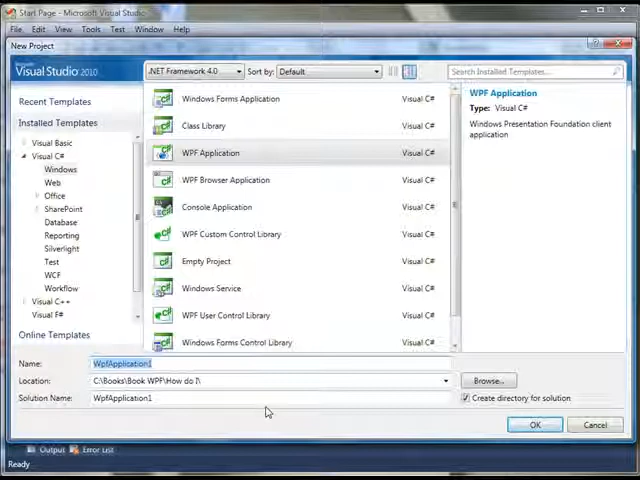 Start Page - Microsoft Visual Studio
File Edit View Tools Test Window Help
New Project
Visual Studio 2010
.NET Framework 4.0 Sort by: Default Search Installed Templates...
Recent Templates
Installed Templates
Visual Basic
Visual C#
Windows
Web
Office
SharePoint
Database
Reporting
Silverlight
Test
WCF
Workflow
Visual C++
Visual F#
Online Templates
Windows Forms Application Visual C#
Class Library Visual C#
WPF Application Visual C#
WPF Browser Application Visual C#
Console Application Visual C#
WPF Custom Control Library Visual C#
Empty Project Visual C#
Windows Service Visual C#
WPF User Control Library Visual C#
Windows Forms Control Library Visual C#
WPF Application
Type: Visual C#
Windows Presentation Foundation client
application
Name: WpfApplication1
Location: C:\Books\Book WPF\How do I\ Browse...
Solution Name: WpfApplication1 Create directory for solution
OK Cancel
Output Error List
Ready